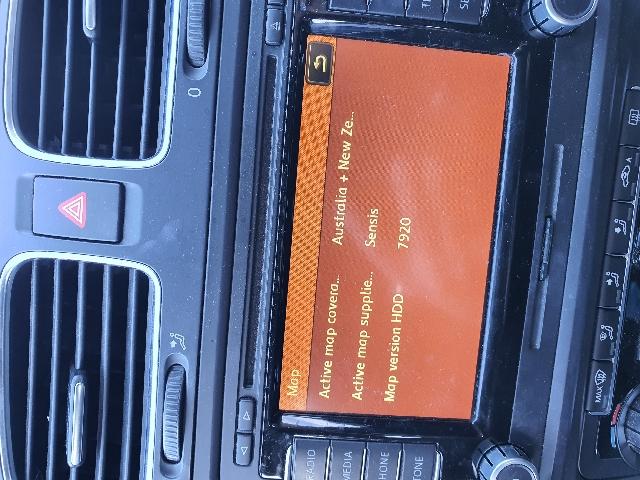 Map
Active map covera... Australia + New Ze...
Active map supplie... Sensis
Map version HDD 7920
RADIO
MEDIA
PHONE
TONE
0
MAX
A